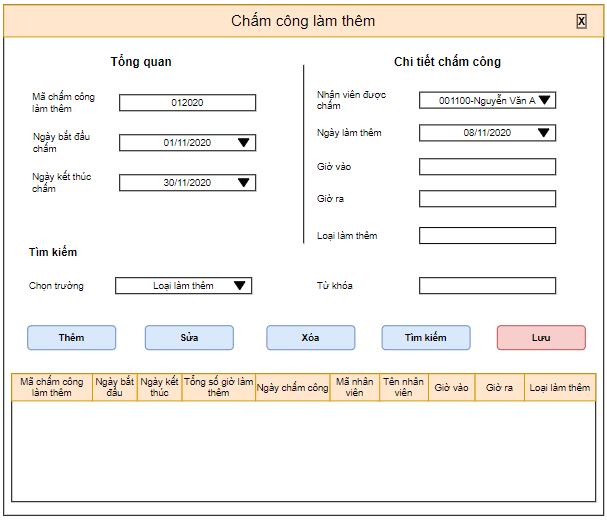 Chấm công làm thêm
X
Tổng quan
Mã chấm công
làm thêm
012020
Ngày bắt đầu
chấm
01/11/2020
Ngày kết thúc
chấm
30/11/2020
Chi tiết chấm công
Nhân viên được
chấm
001100-Nguyễn Văn A
Ngày làm thêm
08/11/2020
Giờ vào
Giờ ra
Loại làm thêm
Tìm kiếm
Chọn trường
Loại làm thêm
Từ khóa
Thêm
Sửa
Xóa
Tìm kiếm
Lưu
Mã chấm công
làm thêm
Ngày bắt
đầu
Ngày kết
thúc
Tổng số giờ làm
thêm
Ngày chấm công
Mã nhân
viên
Tên nhân
viên
Giờ vào
Giờ ra
Loại làm thêm